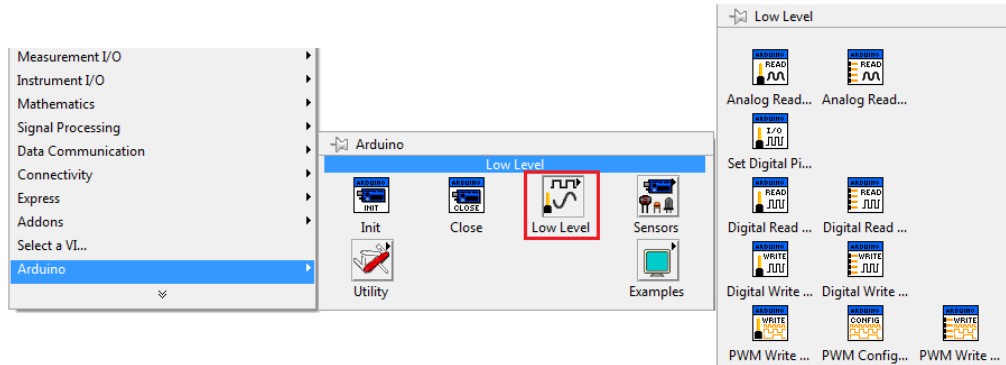 Measurement I/O
Instrument I/O
Mathematics
Signal Processing
Data Communication
Connectivity
Express
Addons
Select a VI...
Arduino
Arduino
Low Level
ARDUINO
INIT
Init
ARDUINO
CLOSE
Close
Low Level
Sensors
Utility
Examples
Low Level
ARDUINO
READ
Analog Read...
ARDUINO
READ
Analog Read...
ARDUINO
I/O
Set Digital Pi...
ARDUINO
READ
Digital Read ...
ARDUINO
READ
Digital Read ...
ARDUINO
WRITE
Digital Write ...
ARDUINO
WRITE
Digital Write ...
ARDUINO
WRITE
PWM Write ...
ARDUINO
CONFIG
PWM Config...
ARDUINO
WRITE
PWM Write ...